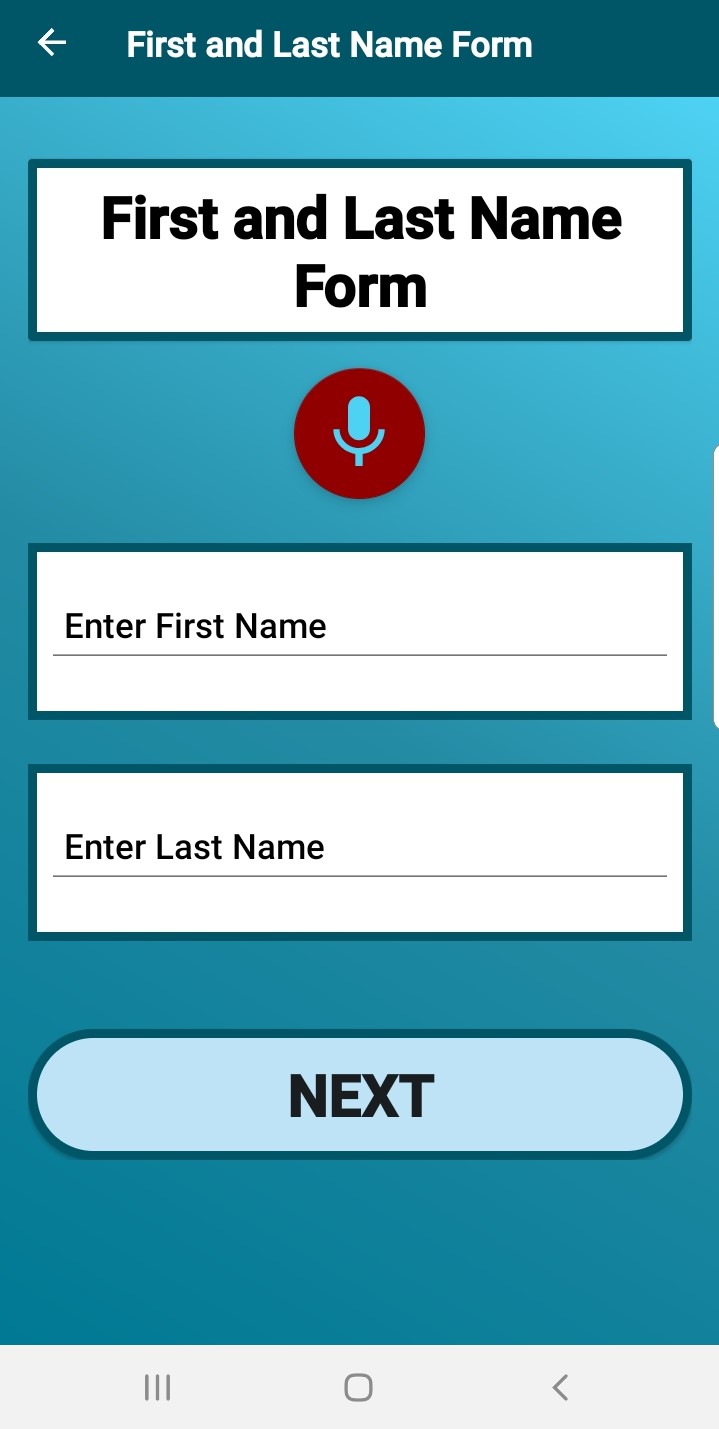 First and Last Name Form
First and Last Name
Form
Enter First Name
Enter Last Name
NEXT